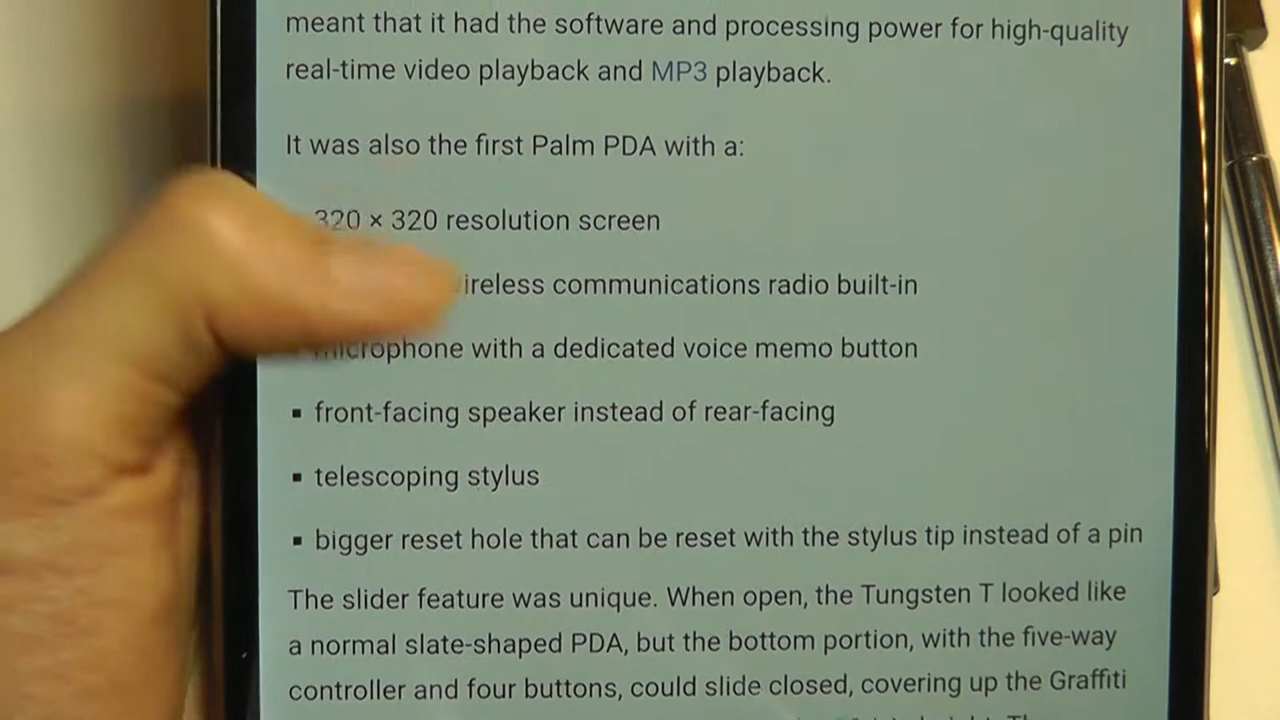 meant that it had the software and processing power for high-quality
real-time video playback and MP3 playback.
It was also the first Palm PDA with a:
320 × 320 resolution screen
communications radio built-in
microphone with a dedicated voice memo button
▪ front-facing speaker instead of rear-facing
▪ telescoping stylus
▪ bigger reset hole that can be reset with the stylus tip instead of a pin
The slider feature was unique. When open, the Tungsten T looked like
a normal slate-shaped PDA, but the bottom portion, with the five-way
controller and four buttons, could slide closed, covering up the Graffiti